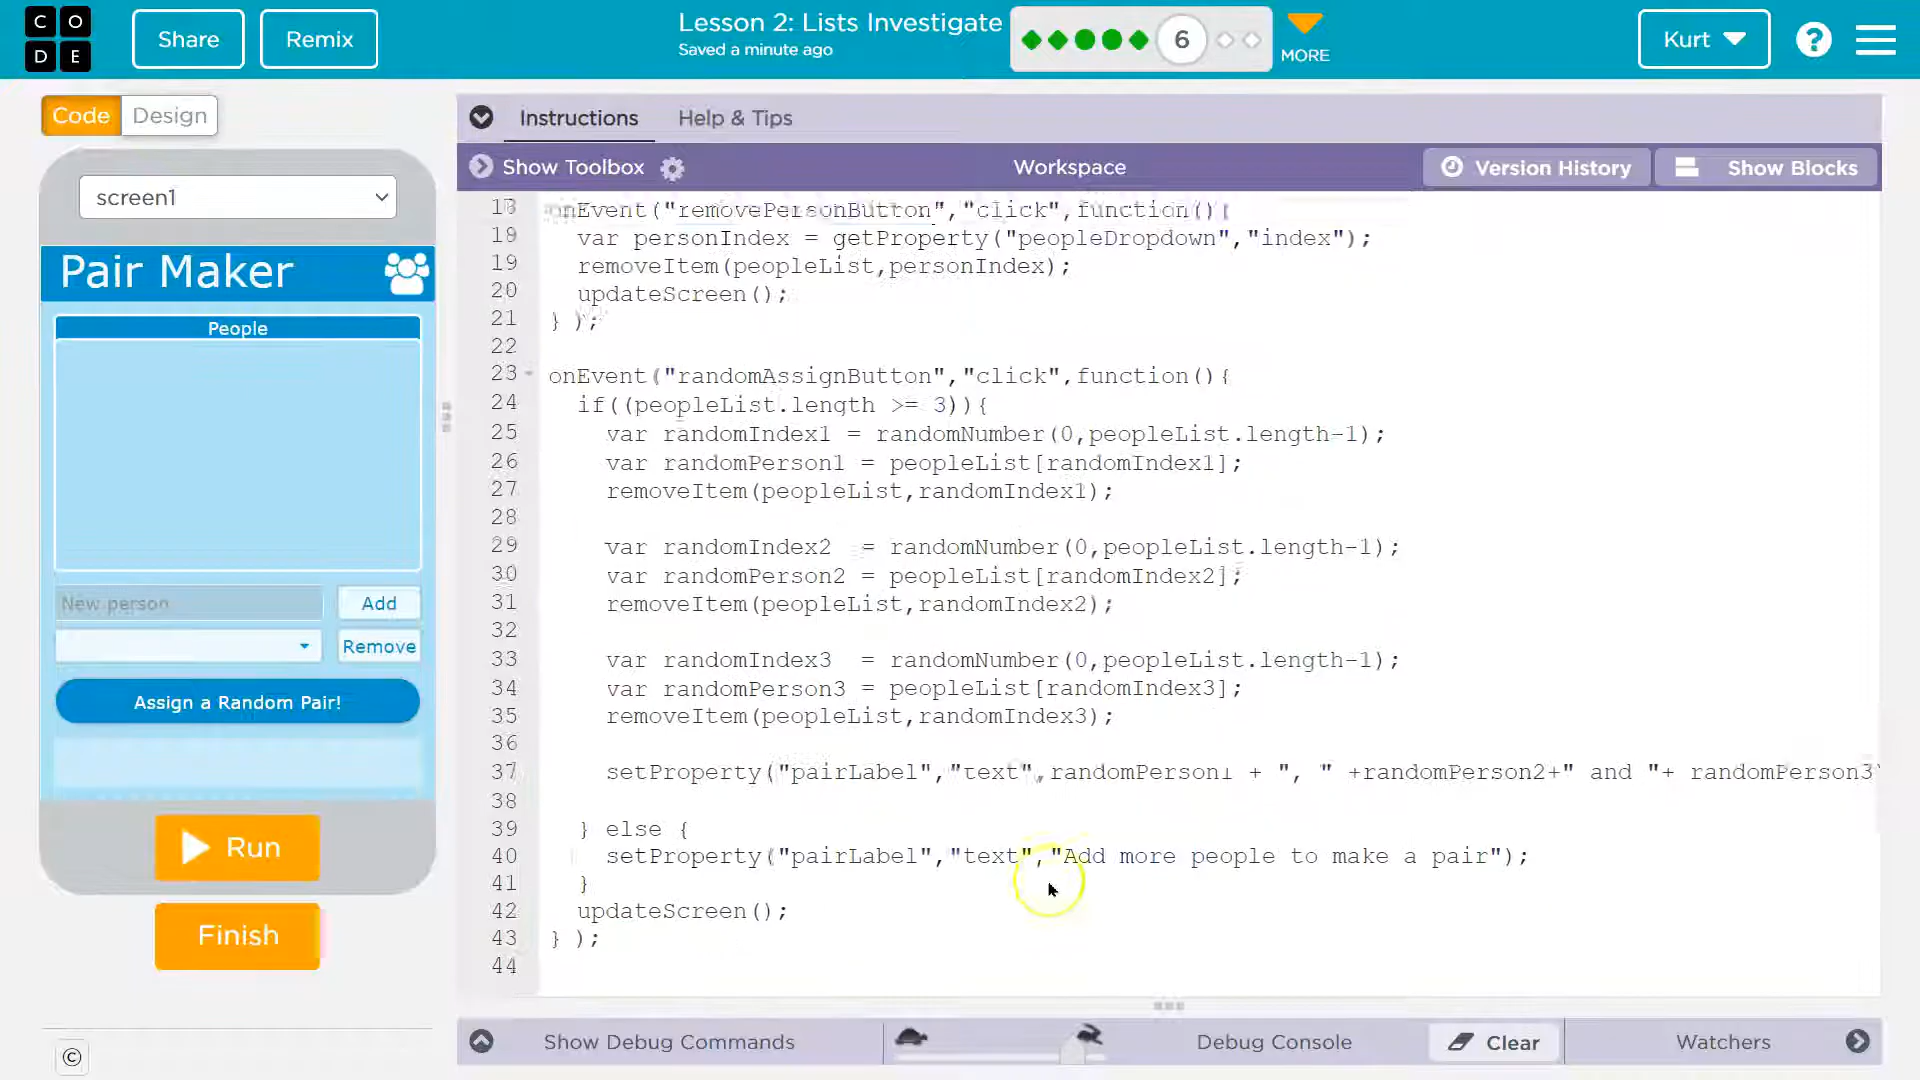 CODE
Share
Remix
Lesson 2: Lists Investigate
Saved a minute ago
6
MORE
Kurt
?
Code
Design
Instructions
Help & Tips
Show Toolbox
Workspace
Version History
Show Blocks
screen1
Pair Maker
People
New person
Add
Remove
Assign a Random Pair!
Run
Finish
©
18 onEvent("removePersonButton","click",function(){
19 var personIndex = getProperty("peopleDropdown","index");
19 removeItem(peopleList,personIndex);
20 updateScreen();
21 } );
22
23 onEvent("randomAssignButton","click",function(){
24 if((peopleList.length >= 3)){
25 var randomIndex1 = randomNumber(0,peopleList.length-1);
26 var randomPerson1 = peopleList[randomIndex1];
27 removeItem(peopleList,randomIndex1);
28
29 var randomIndex2 = randomNumber(0,peopleList.length-1);
30 var randomPerson2 = peopleList[randomIndex2];
31 removeItem(peopleList,randomIndex2);
32
33 var randomIndex3 = randomNumber(0,peopleList.length-1);
34 var randomPerson3 = peopleList[randomIndex3];
35 removeItem(peopleList,randomIndex3);
36
37 setProperty("pairLabel","text",randomPerson1 + ", " +randomPerson2+" and "+ randomPerson3
38
39 } else {
40 setProperty("pairLabel","text","Add more people to make a pair");
41 }
42 updateScreen();
43 } );
44
Show Debug Commands
Debug Console
Clear
Watchers